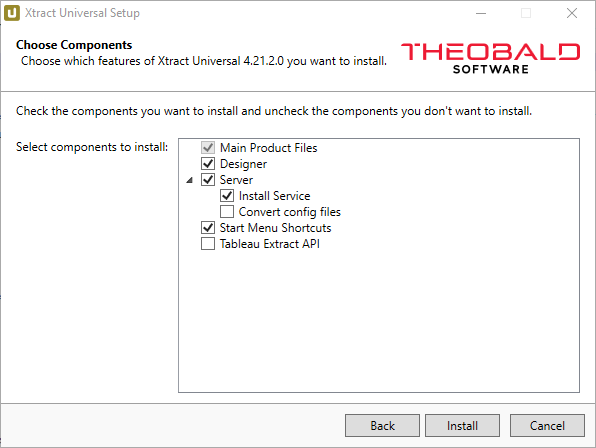 Xtract Universal Setup
Choose Components
Choose which features of Xtract Universal 4.21.2.0 you want to install.
THEOBALD
SOFTWARE
Check the components you want to install and uncheck the components you don't want to install.
Select components to install:
Main Product Files
Designer
Server
Install Service
Convert config files
Start Menu Shortcuts
Tableau Extract API
Back
Install
Cancel